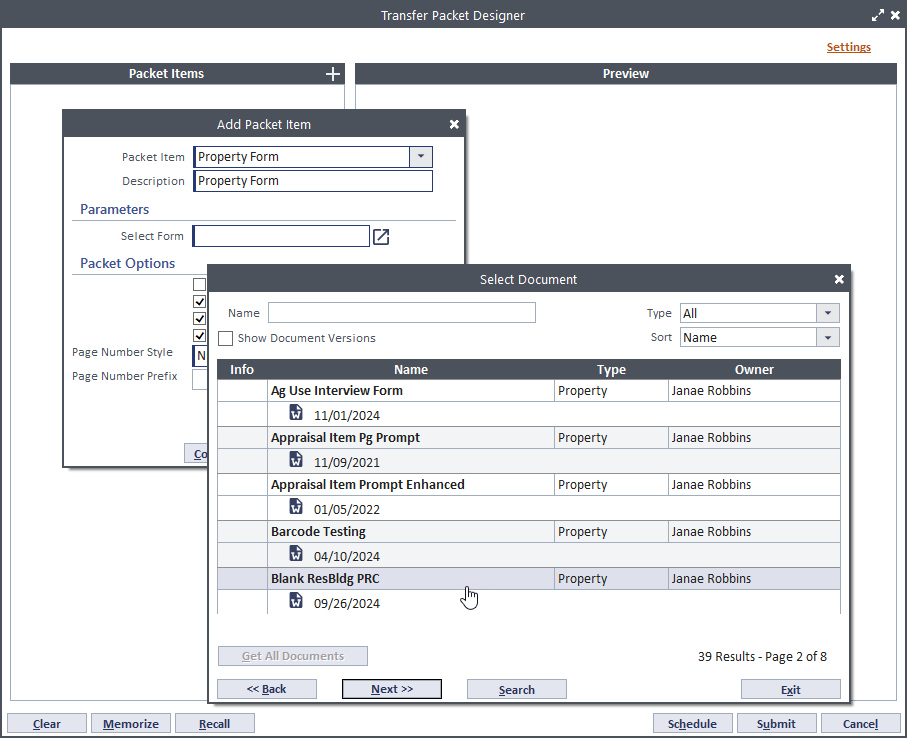 Transfer Packet Designer
Settings
Packet Items
Preview
Add Packet Item
Packet Item Property Form
Description Property Form
Parameters
Select Form
Packet Options
Page Number Style N
Page Number Prefix
Co
Select Document
Name Type All
Show Document Versions Sort Name
Info Name Type Owner
Ag Use Interview Form Property Janae Robbins
11/01/2024
Appraisal Item Pg Prompt Property Janae Robbins
11/09/2021
Appraisal Item Prompt Enhanced Property Janae Robbins
01/05/2022
Barcode Testing Property Janae Robbins
04/10/2024
Blank ResBldg PRC Property Janae Robbins
09/26/2024
Get All Documents 39 Results - Page 2 of 8
<< Back Next >> Search Exit
Clear Memorize Recall Schedule Submit Cancel